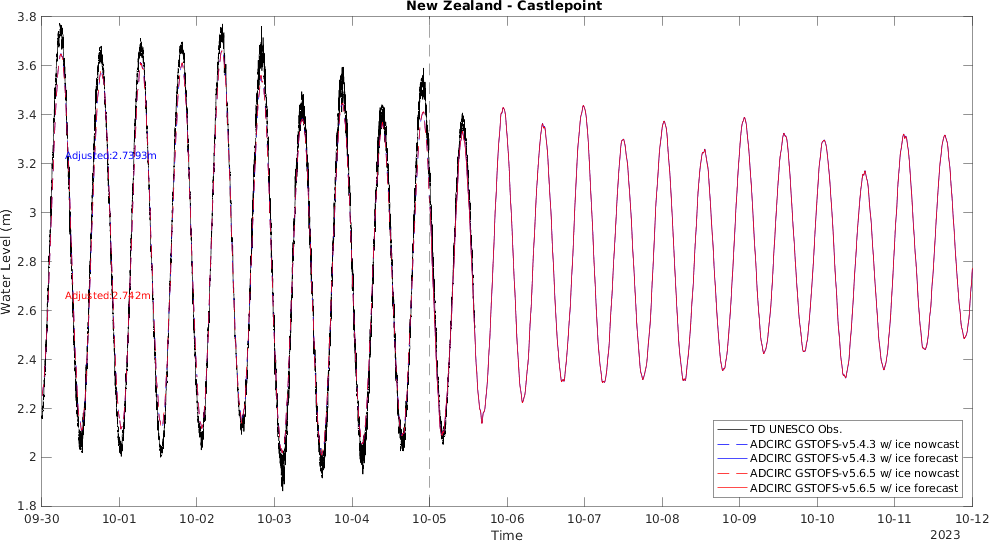 New Zealand - Castlepoint
3.8
3.6
3.4
3.2
3
2.8
2.6
2.4
2.2
2
1.8
Water Level (m)
Adjusted:2.7393m
Adjusted:2.742m
TD UNESCO Obs.
ADCIRC GSTOFS-v5.4.3 w/ ice nowcast
ADCIRC GSTOFS-v5.4.3 w/ ice forecast
ADCIRC GSTOFS-v5.6.5 w/ ice nowcast
ADCIRC GSTOFS-v5.6.5 w/ ice forecast
09-30 10-01 10-02 10-03 10-04 10-05 10-06 10-07 10-08 10-09 10-10 10-11 10-12
Time
2023